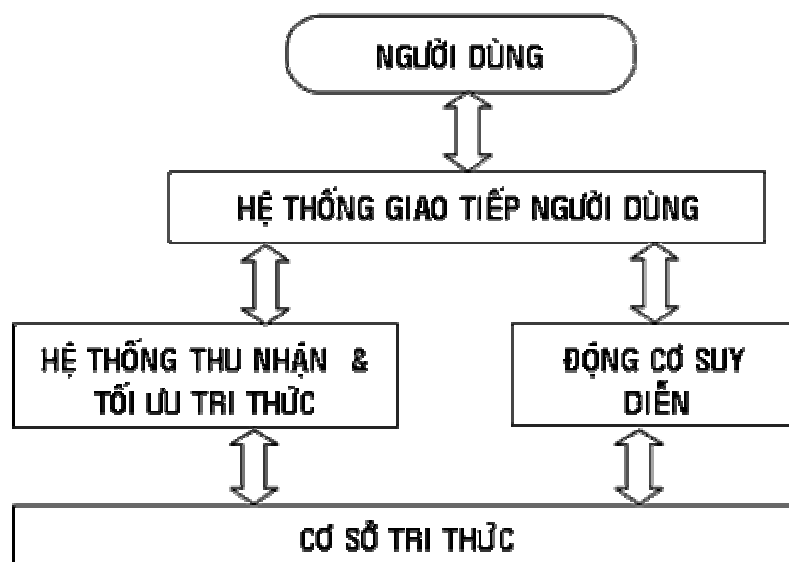 NGƯỜI DÙNG
HỆ THỐNG GIAO TIẾP NGƯỜI DÙNG
HỆ THỐNG THU NHẬN &
TỐI ƯU TRI THỨC
ĐỘNG CƠ SUY
DIỄN
CƠ SỞ TRI THỨC